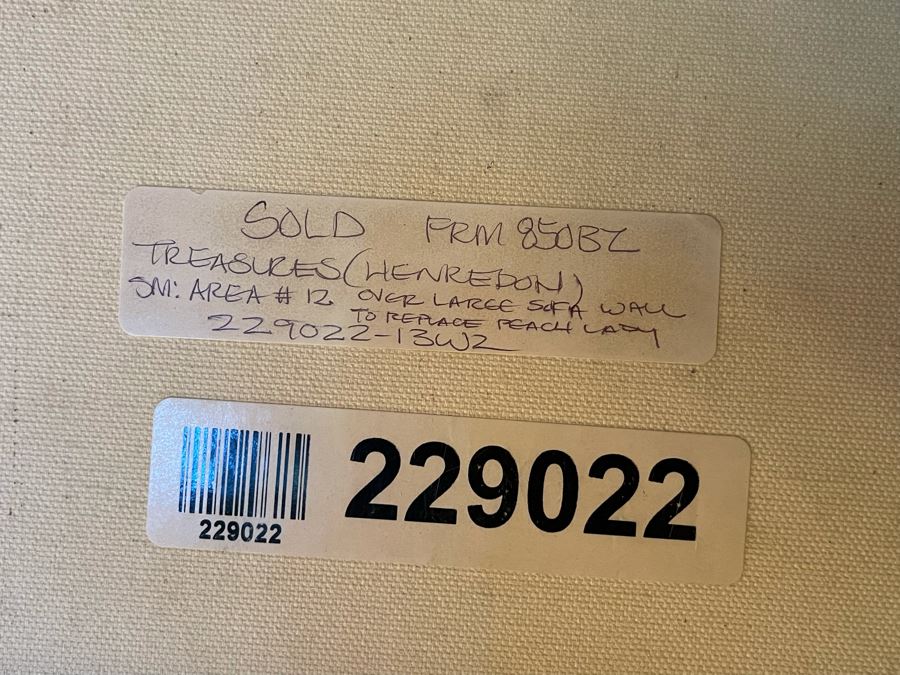 SOLD FRM 850BZ
TREASURES (HENREDON)
SM: AREA # 12 OVER LARGE SOFA WALL
TO REPLACE PEACH LADY
229022-13WZ
229022
229022